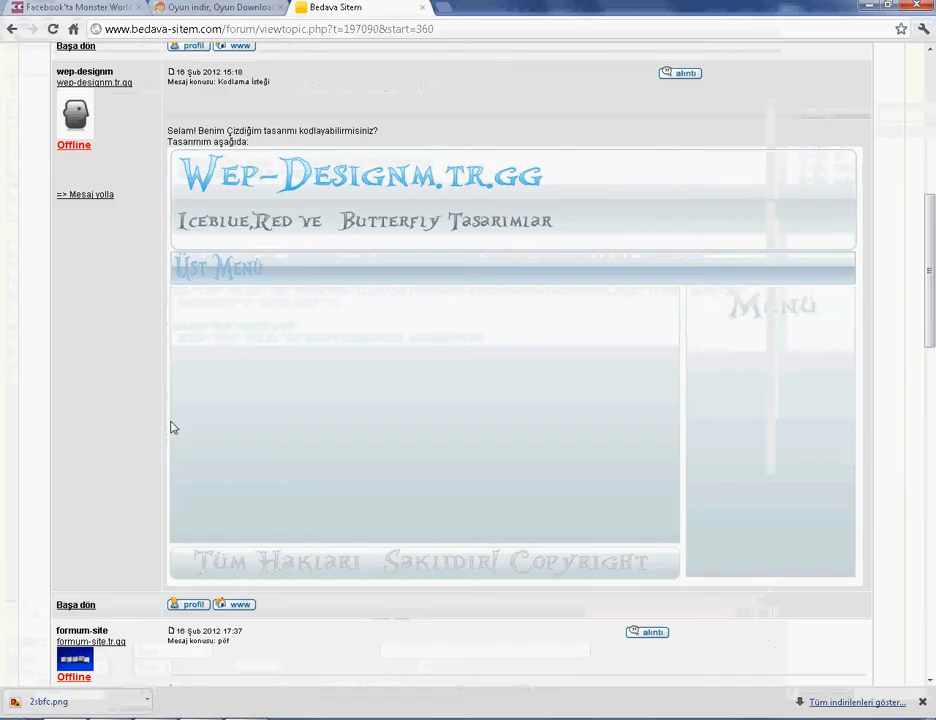 Facebook'ta Monster World
Oyun indir, Oyun Downloa
Bedava Sitem
www.bedava-sitem.com/forum/viewtopic.php?t=197090&start=360
Başa dön
profil
www
wep-designm
wep-designm.tr.gg
16 Şub 2012 15:18
Mesaj konusu: Kodlama İsteği
alıntı
Offline
=> Mesaj yolla
Selam! Benim Çizdiğim tasarımı kodlayabilirmisiniz?
Tasarımım aşağıda:
Wep-Designm.tr.gg
Iceblue,Red ve Butterfly Tasarımlar
Üst Menü
Menü
Tüm Hakları Saklıdır! Copyright
Başa dön
profil
www
formum-site
formum-site.tr.gg
16 Şub 2012 17:37
Mesaj konusu: pöf
alıntı
Offline
2sbfc.png
Tüm indirilenleri göster...